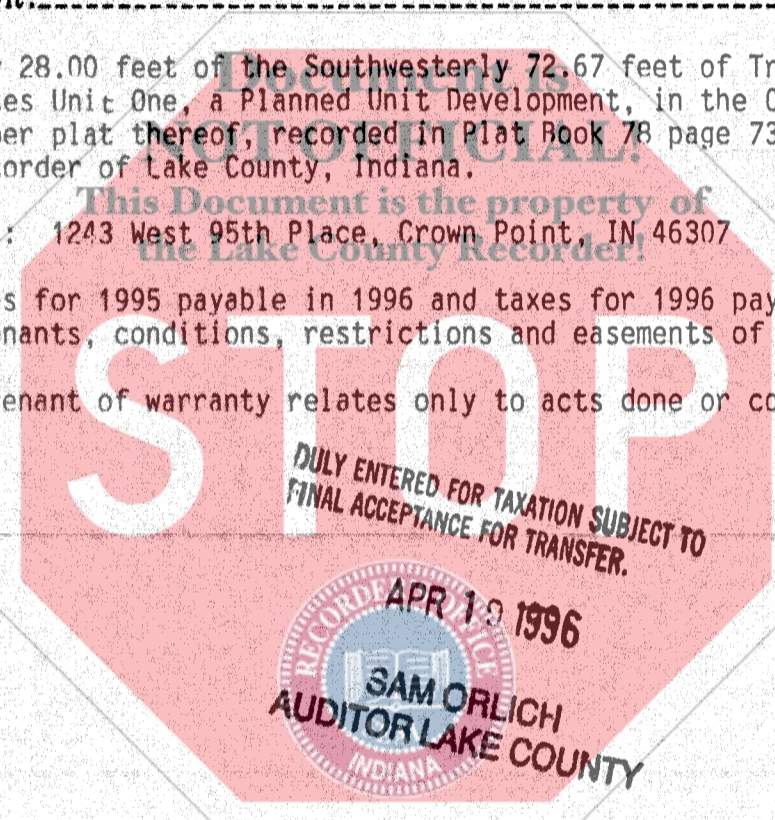 28.00 feet of the Southwesterly 72.67 feet of Tr
es Unit One, a Planned Unit Development, in the
er plat thereof, recorded in Plat Book 78 page 73
order of Lake County, Indiana.
Document is
NOT OFFICIAL!
This Document is the property of
the Lake County Recorder!
: 1243 West 95th Place, Crown Point, IN 46307
s for 1995 payable in 1996 and taxes for 1996 pay
nants, conditions, restrictions and easements of
enant of warranty relates only to acts done or co
STOP
DULY ENTERED FOR TAXATION SUBJECT TO
FINAL ACCEPTANCE FOR TRANSFER.
APR 19 1996
SAM ORLICH
AUDITOR LAKE COUNTY
RECORDER OFFICE
INDIANA